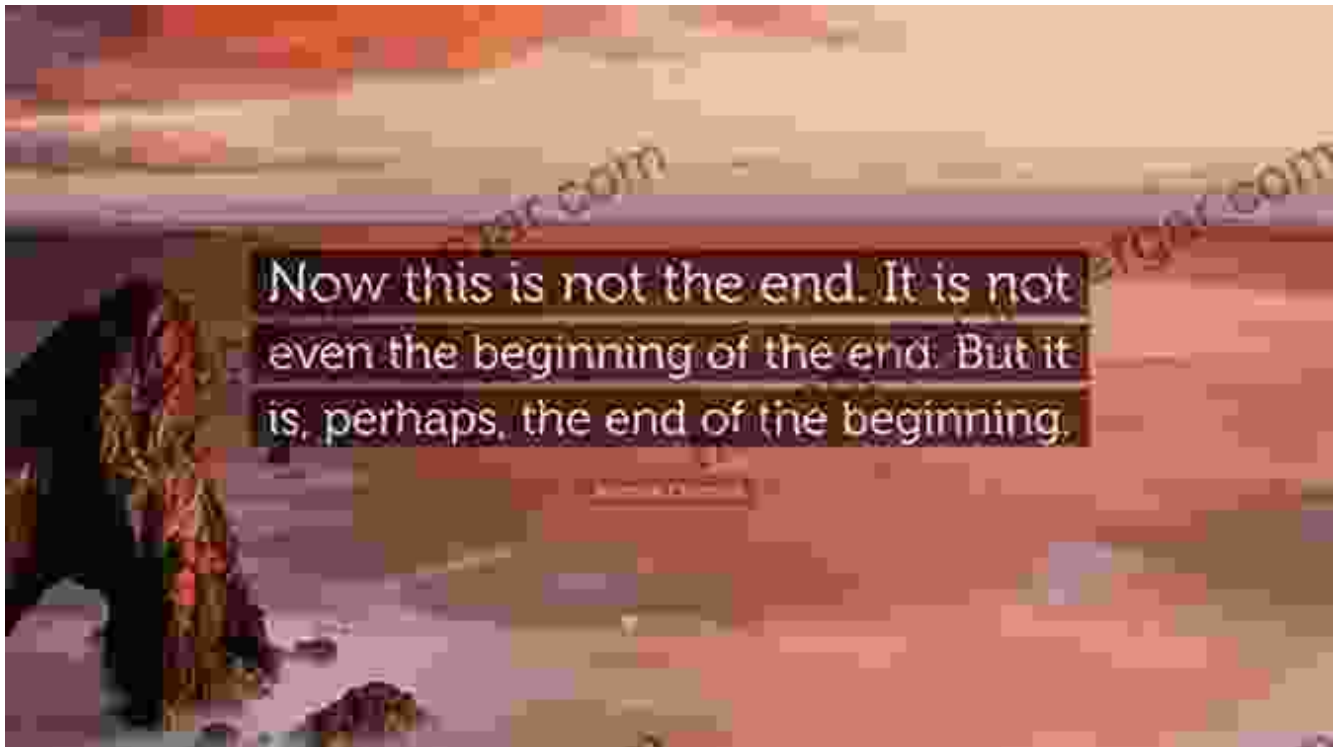 Now this is not the end. It is not
even the beginning of the end. But it
is, perhaps, the end of the beginning.